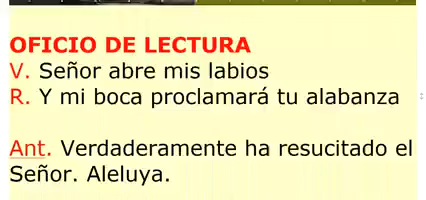 OFICIO DE LECTURA
V. Señor abre mis labios
R. Y mi boca proclamará tu alabanza
Ant. Verdaderamente ha resucitado el
Señor. Aleluya.